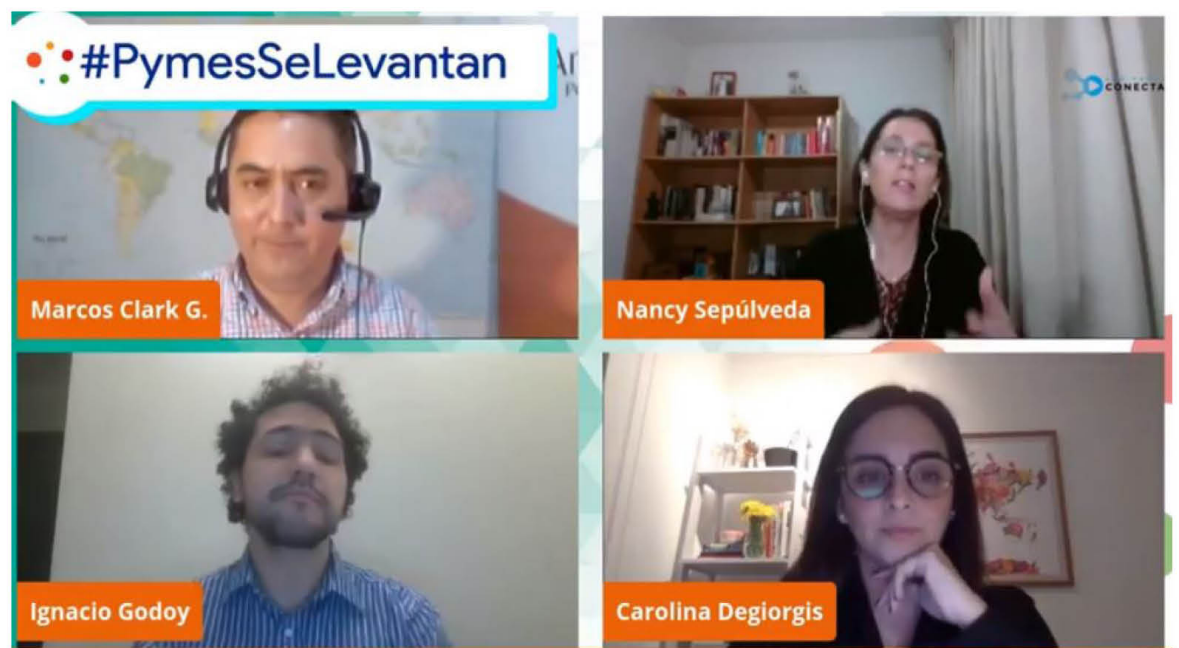 #PymesSeLevantan
CONECTA
Marcos Clark G.
Nancy Sepúlveda
Ignacio Godoy
Carolina Degiorgis